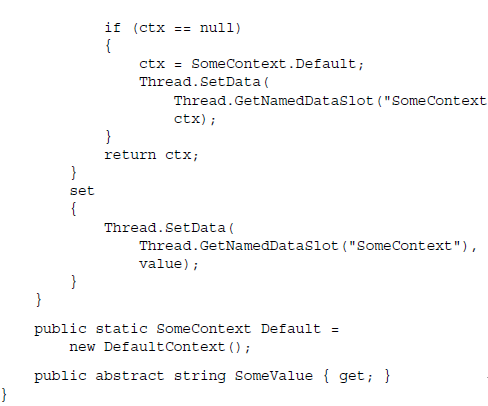 if (ctx == null)
{
ctx = SomeContext.Default;
Thread.SetData(
Thread.GetNamedDataSlot("SomeContext
ctx);
}
return ctx;
}
set
{
Thread.SetData(
Thread.GetNamedDataSlot("SomeContext"),
value);
}
}
public static SomeContext Default =
new DefaultContext();
public abstract string SomeValue { get; }
}